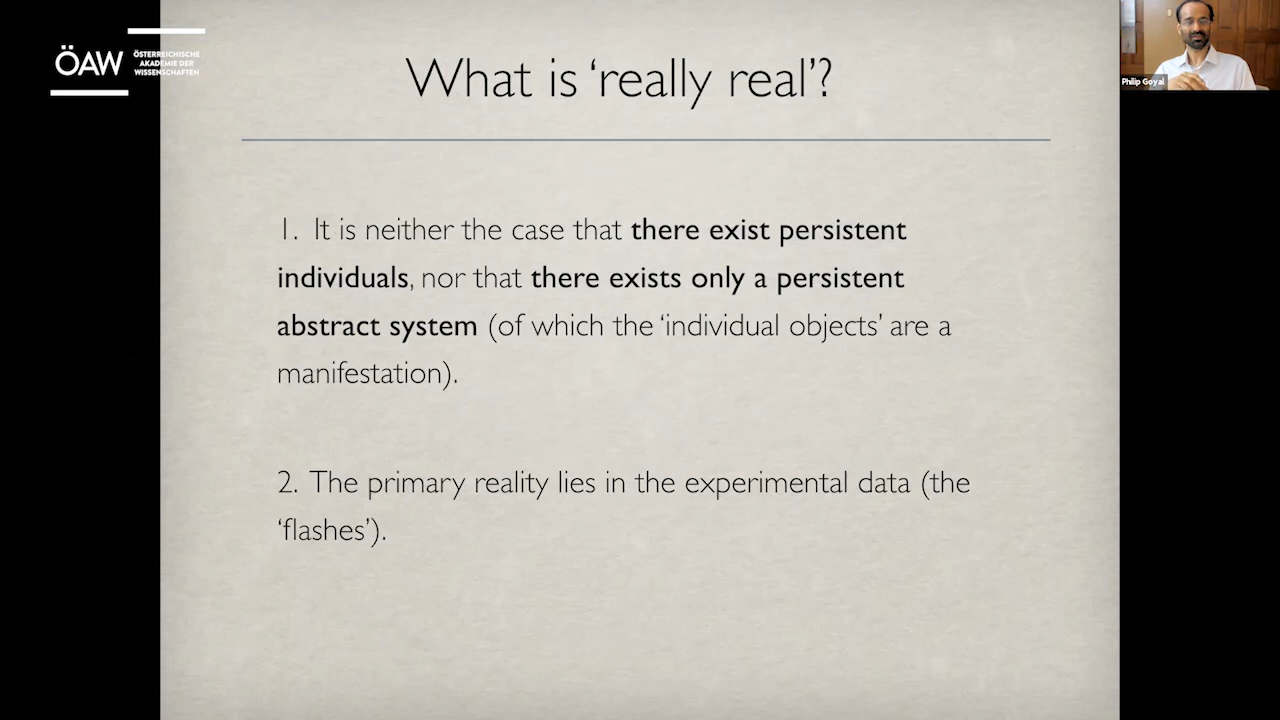 ÖAW
ÖSTERREICHISCHE
AKADEMIE DER
WISSENSCHAFTEN
What is ‘really real’?
Philip Goyal
1. It is neither the case that there exist persistent
individuals, nor that there exists only a persistent
abstract system (of which the ‘individual objects’ are a
manifestation).
2. The primary reality lies in the experimental data (the
‘flashes’).